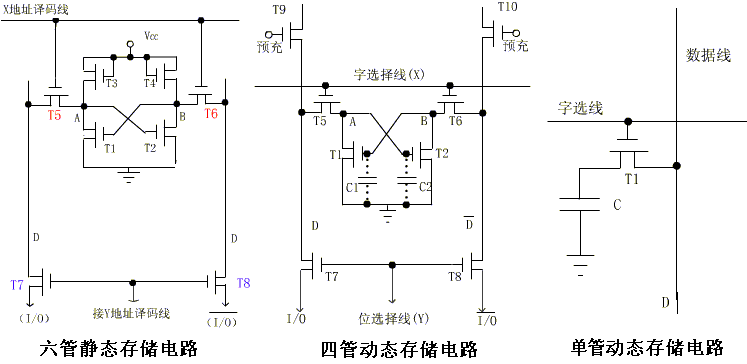 X地址译码线
Vcc
T3
T4
T5
A
B
T6
T1
T2
D
D
T7
T8
(I/O)
接Y地址译码线
(I/O)
六管静态存储电路
T9
T10
预充
预充
字选择线(X)
T5
A
B
T6
T1
T2
C1
C2
D
D
T7
T8
I/O
位选择线(Y)
I/O
四管动态存储电路
数据线
字选线
T1
C
D
单管动态存储电路